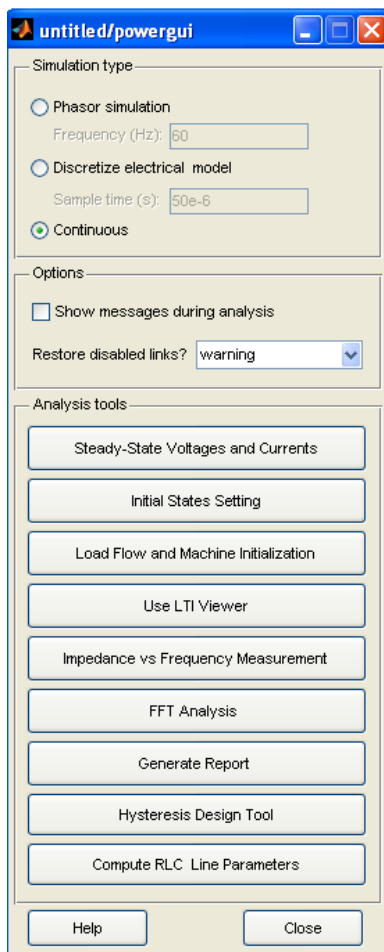 untitled/powergui
Simulation type
Phasor simulation
Frequency (Hz): 60
Discretize electrical model
Sample time (s): 50e-6
Continuous
Options
Show messages during analysis
Restore disabled links? warning
Analysis tools
Steady-State Voltages and Currents
Initial States Setting
Load Flow and Machine Initialization
Use LTI Viewer
Impedance vs Frequency Measurement
FFT Analysis
Generate Report
Hysteresis Design Tool
Compute RLC Line Parameters
Help Close